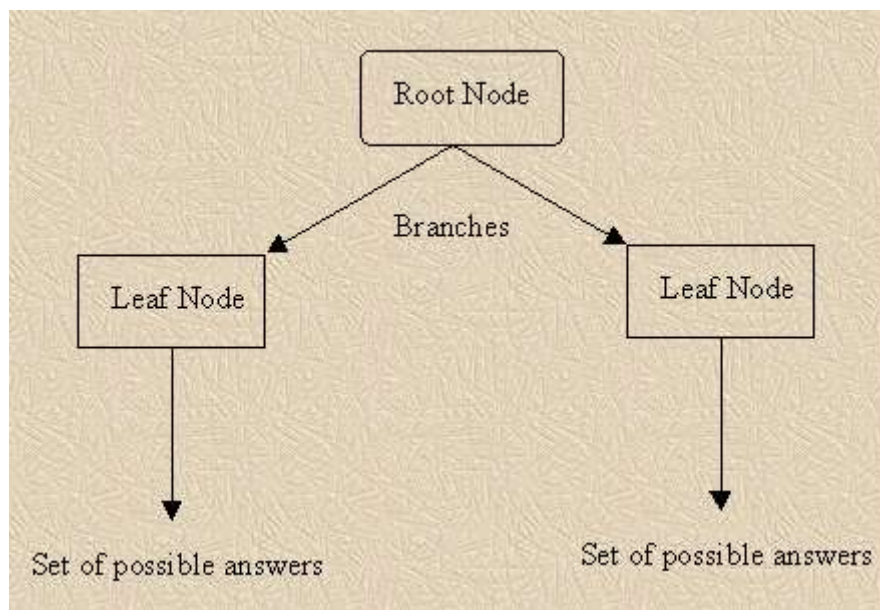 Root Node
Branches
Leaf Node
Leaf Node
Set of possible answers
Set of possible answers